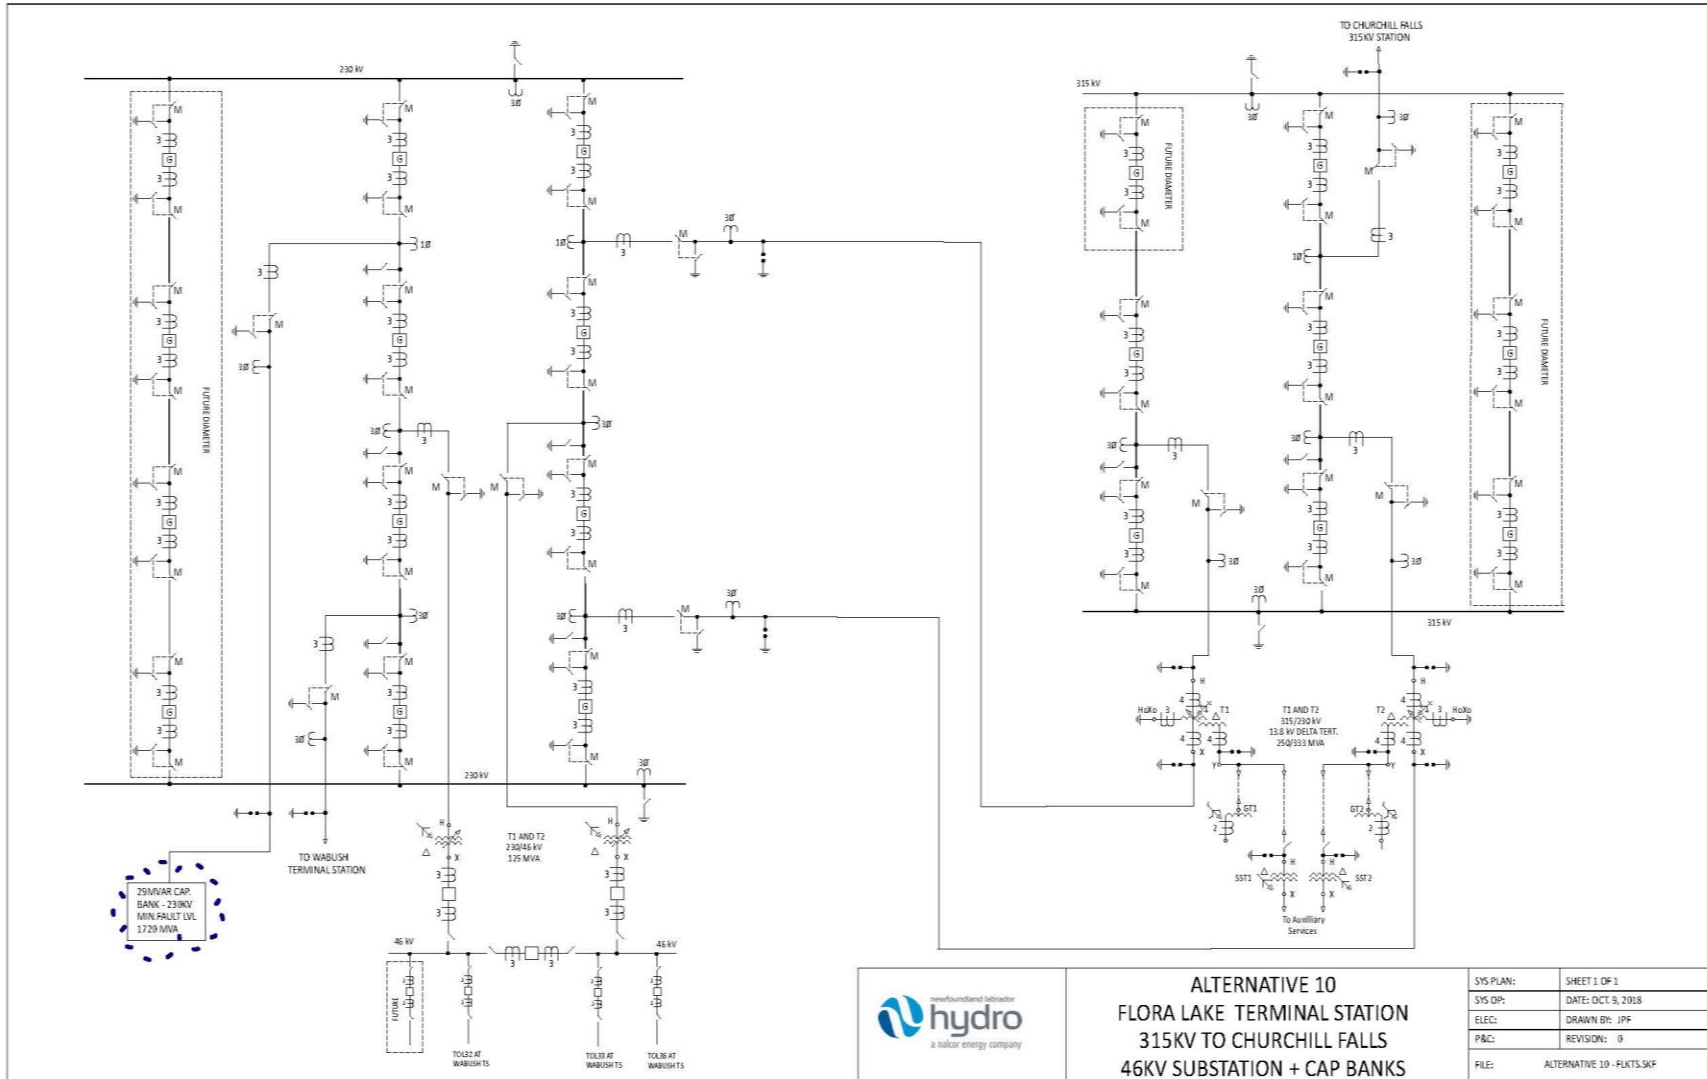 TO CHURCHILL FALLS
315KV STATION
230 kV
315 kV
FUTURE DIAMETER
FUTURE DIAMETER
FUTURE DIAMETER
230 kV
315 kV
TO WABUSH
TERMINAL STATION
29MVAR CAP.
BANK - 230KV
MIN.FAULT LVL
1720 MVA
T1 AND T2
230/46 kV
125 MVA
46 kV
46 kV
FUTURE
TOL32 AT
WABUSH TS
TOL33 AT
WABUSH TS
TOL36 AT
WABUSH TS
HoXo
T1
T1 AND T2
315/230 kV
13.8 kV DELTA TERT.
250/333 MVA
T2
HoXo
GT1
GT2
SST1
SST2
To Auxilliary
Services
newfoundland labrador
hydro
a nalcor energy company
ALTERNATIVE 10
FLORA LAKE TERMINAL STATION
315KV TO CHURCHILL FALLS
46KV SUBSTATION + CAP BANKS
SYS PLAN: SHEET 1 OF 1
SYS OP: DATE: OCT. 9, 2018
ELEC: DRAWN BY: JPF
P&C: REVISION: 0
FILE: ALTERNATIVE 10 - FLKTS.SKF